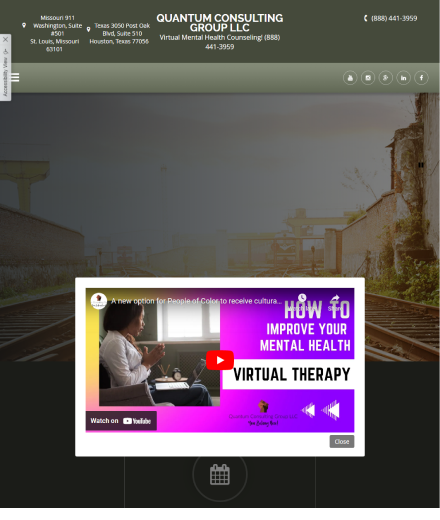 Missouri 911
Washington, Suite
#501
St. Louis, Missouri
63101
Texas 3050 Post Oak
Blvd, Suite 510
Houston, Texas 77056
QUANTUM CONSULTING
GROUP LLC
Virtual Mental Health Counseling! (888)
441-3959
(888) 441-3959
Accessibility View
A new option for People of Color to receive cultura...
HOW TO
IMPROVE YOUR
MENTAL HEALTH
VIRTUAL THERAPY
Watch on
YouTube
Close